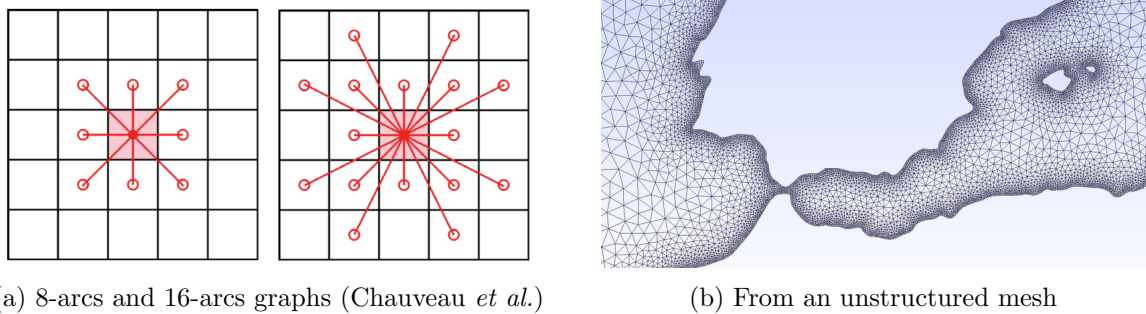 a) 8-arcs and 16-arcs graphs (Chauveau et al.)
(b) From an unstructured mesh